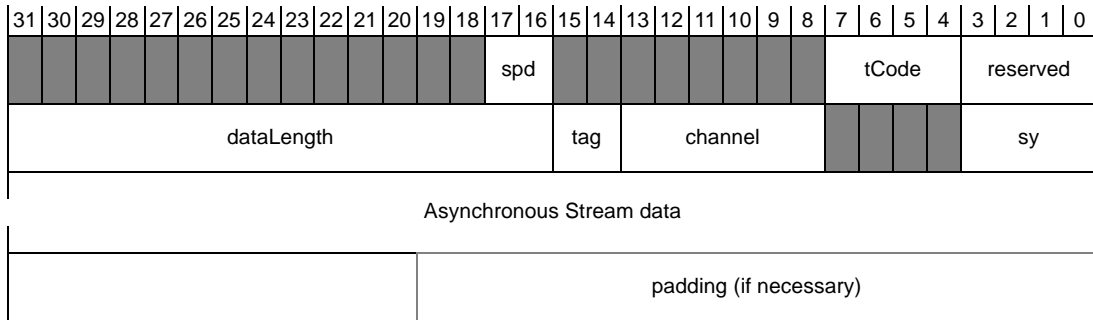 31 30 29 28 27 26 25 24 23 22 21 20 19 18 17 16 15 14 13 12 11 10 9 8 7 6 5 4 3 2 1 0
spd tCode reserved
dataLength tag channel sy
Asynchronous Stream data
padding (if necessary)